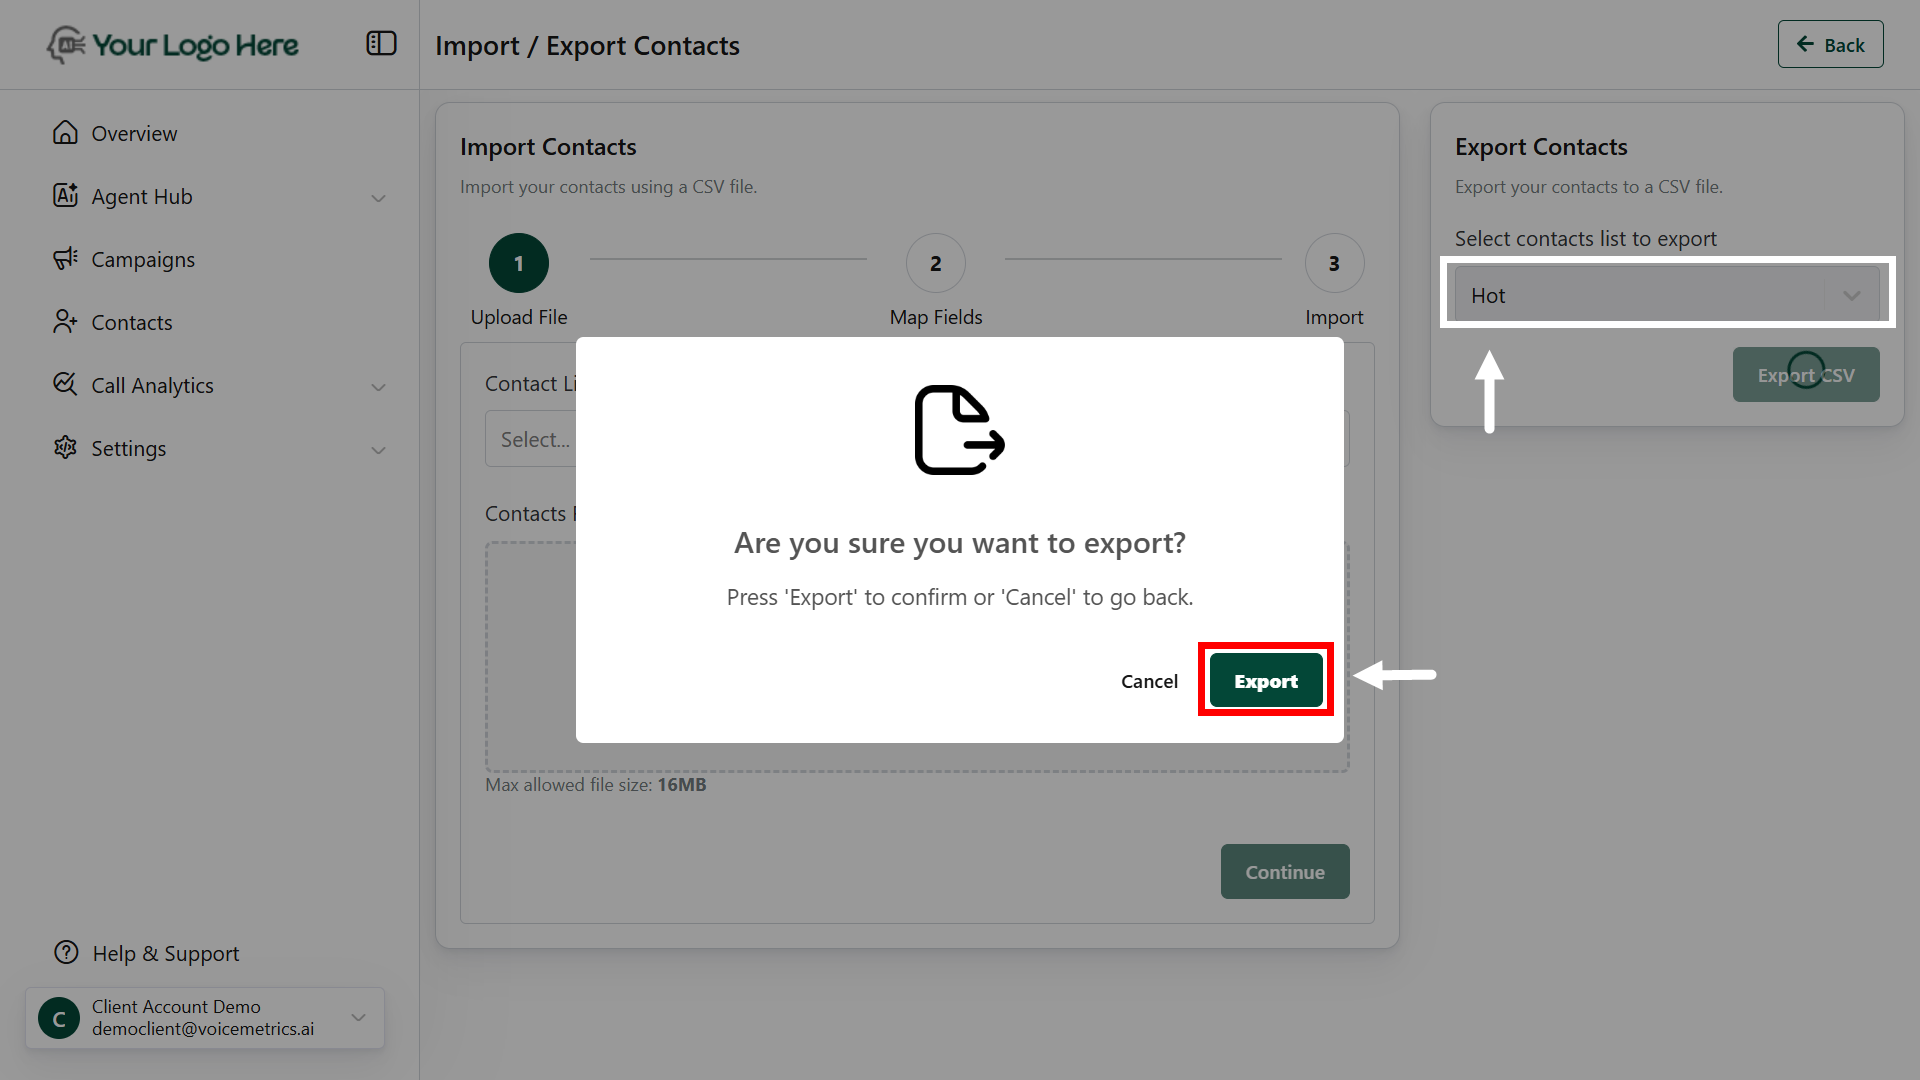 Your Logo Here
Import / Export Contacts
Back
Overview
Agent Hub
Campaigns
Contacts
Call Analytics
Settings
Help & Support
C
Client Account Demo
democlient@voicemetrics.ai
Import Contacts
Import your contacts using a CSV file.
1
2
3
Upload File
Map Fields
Import
Contact Li
Select...
Contacts
Max allowed file size: 16MB
Continue
Export Contacts
Export your contacts to a CSV file.
Select contacts list to export
Hot
Export CSV
Are you sure you want to export?
Press 'Export' to confirm or 'Cancel' to go back.
Cancel
Export